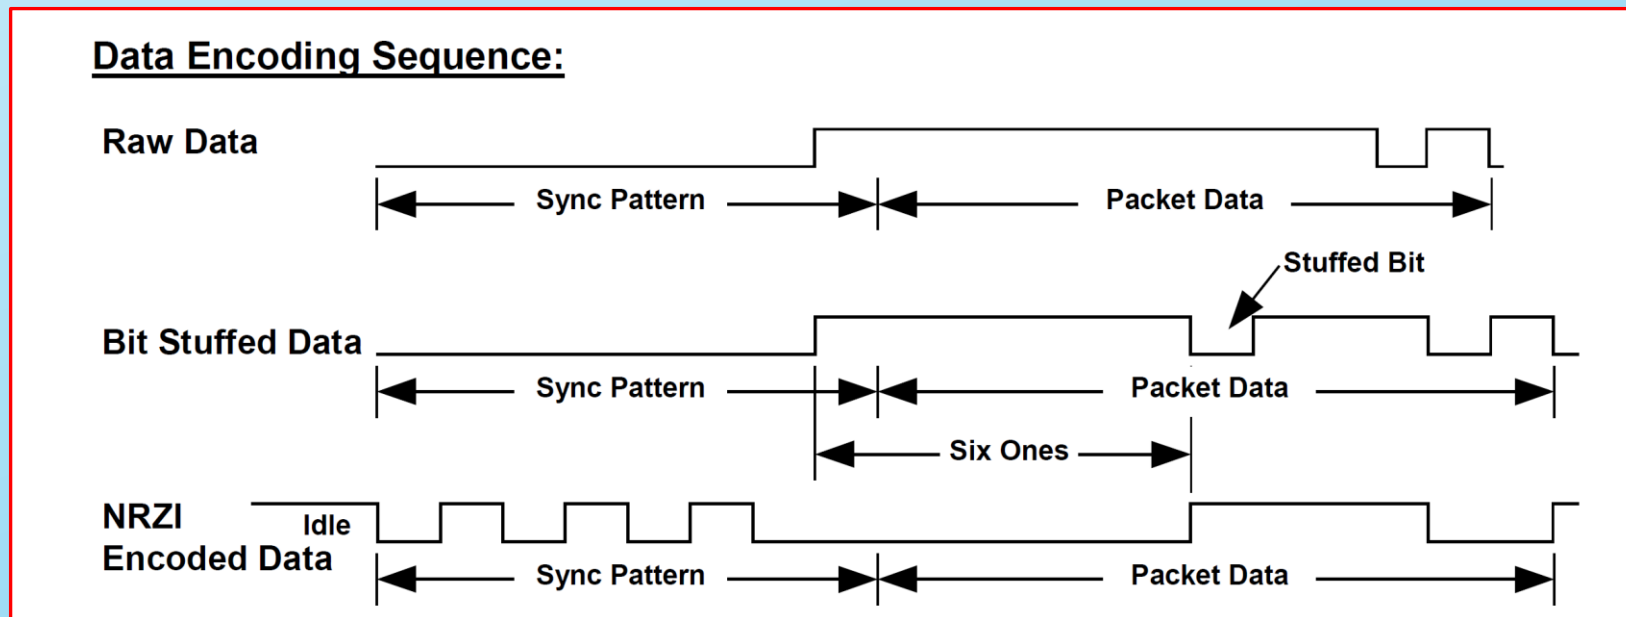 Data Encoding Sequence:
Raw Data
Sync Pattern
Packet Data
Stuffed Bit
Bit Stuffed Data
Sync Pattern
Packet Data
Six Ones
NRZI
Encoded Data
Idle
Sync Pattern
Packet Data